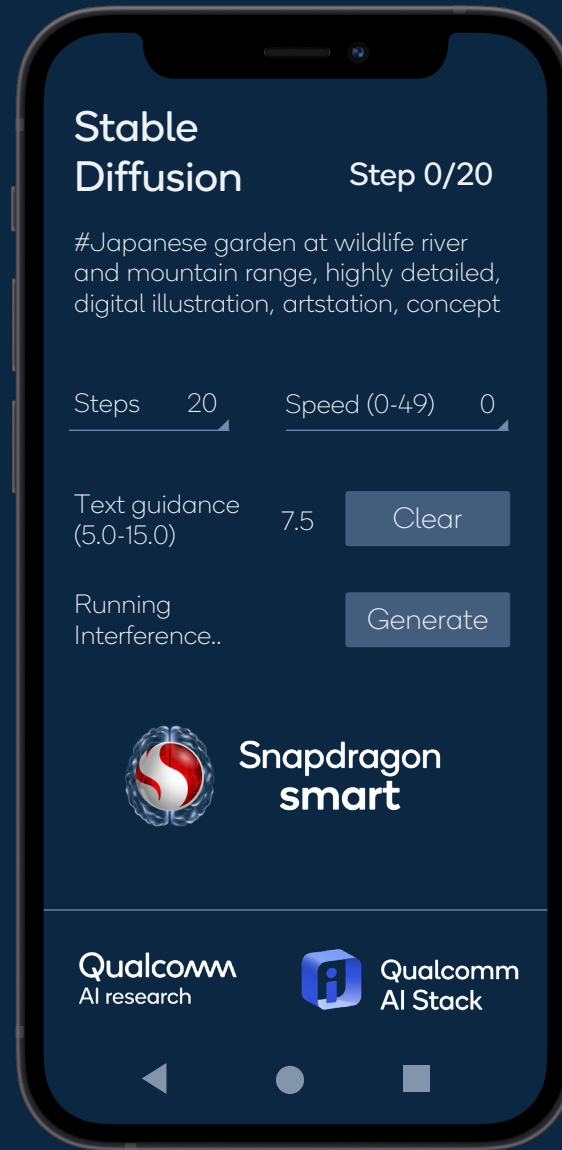 Stable
Diffusion
Step 0/20
#Japanese garden at wildlife river
and mountain range, highly detailed,
digital illustration, artstation, concept
Steps 20
Speed (0-49) 0
Text guidance
(5.0-15.0)
7.5
Clear
Running
Interference..
Generate
Snapdragon
smart
Qualcomm
AI research
Qualcomm
AI Stack